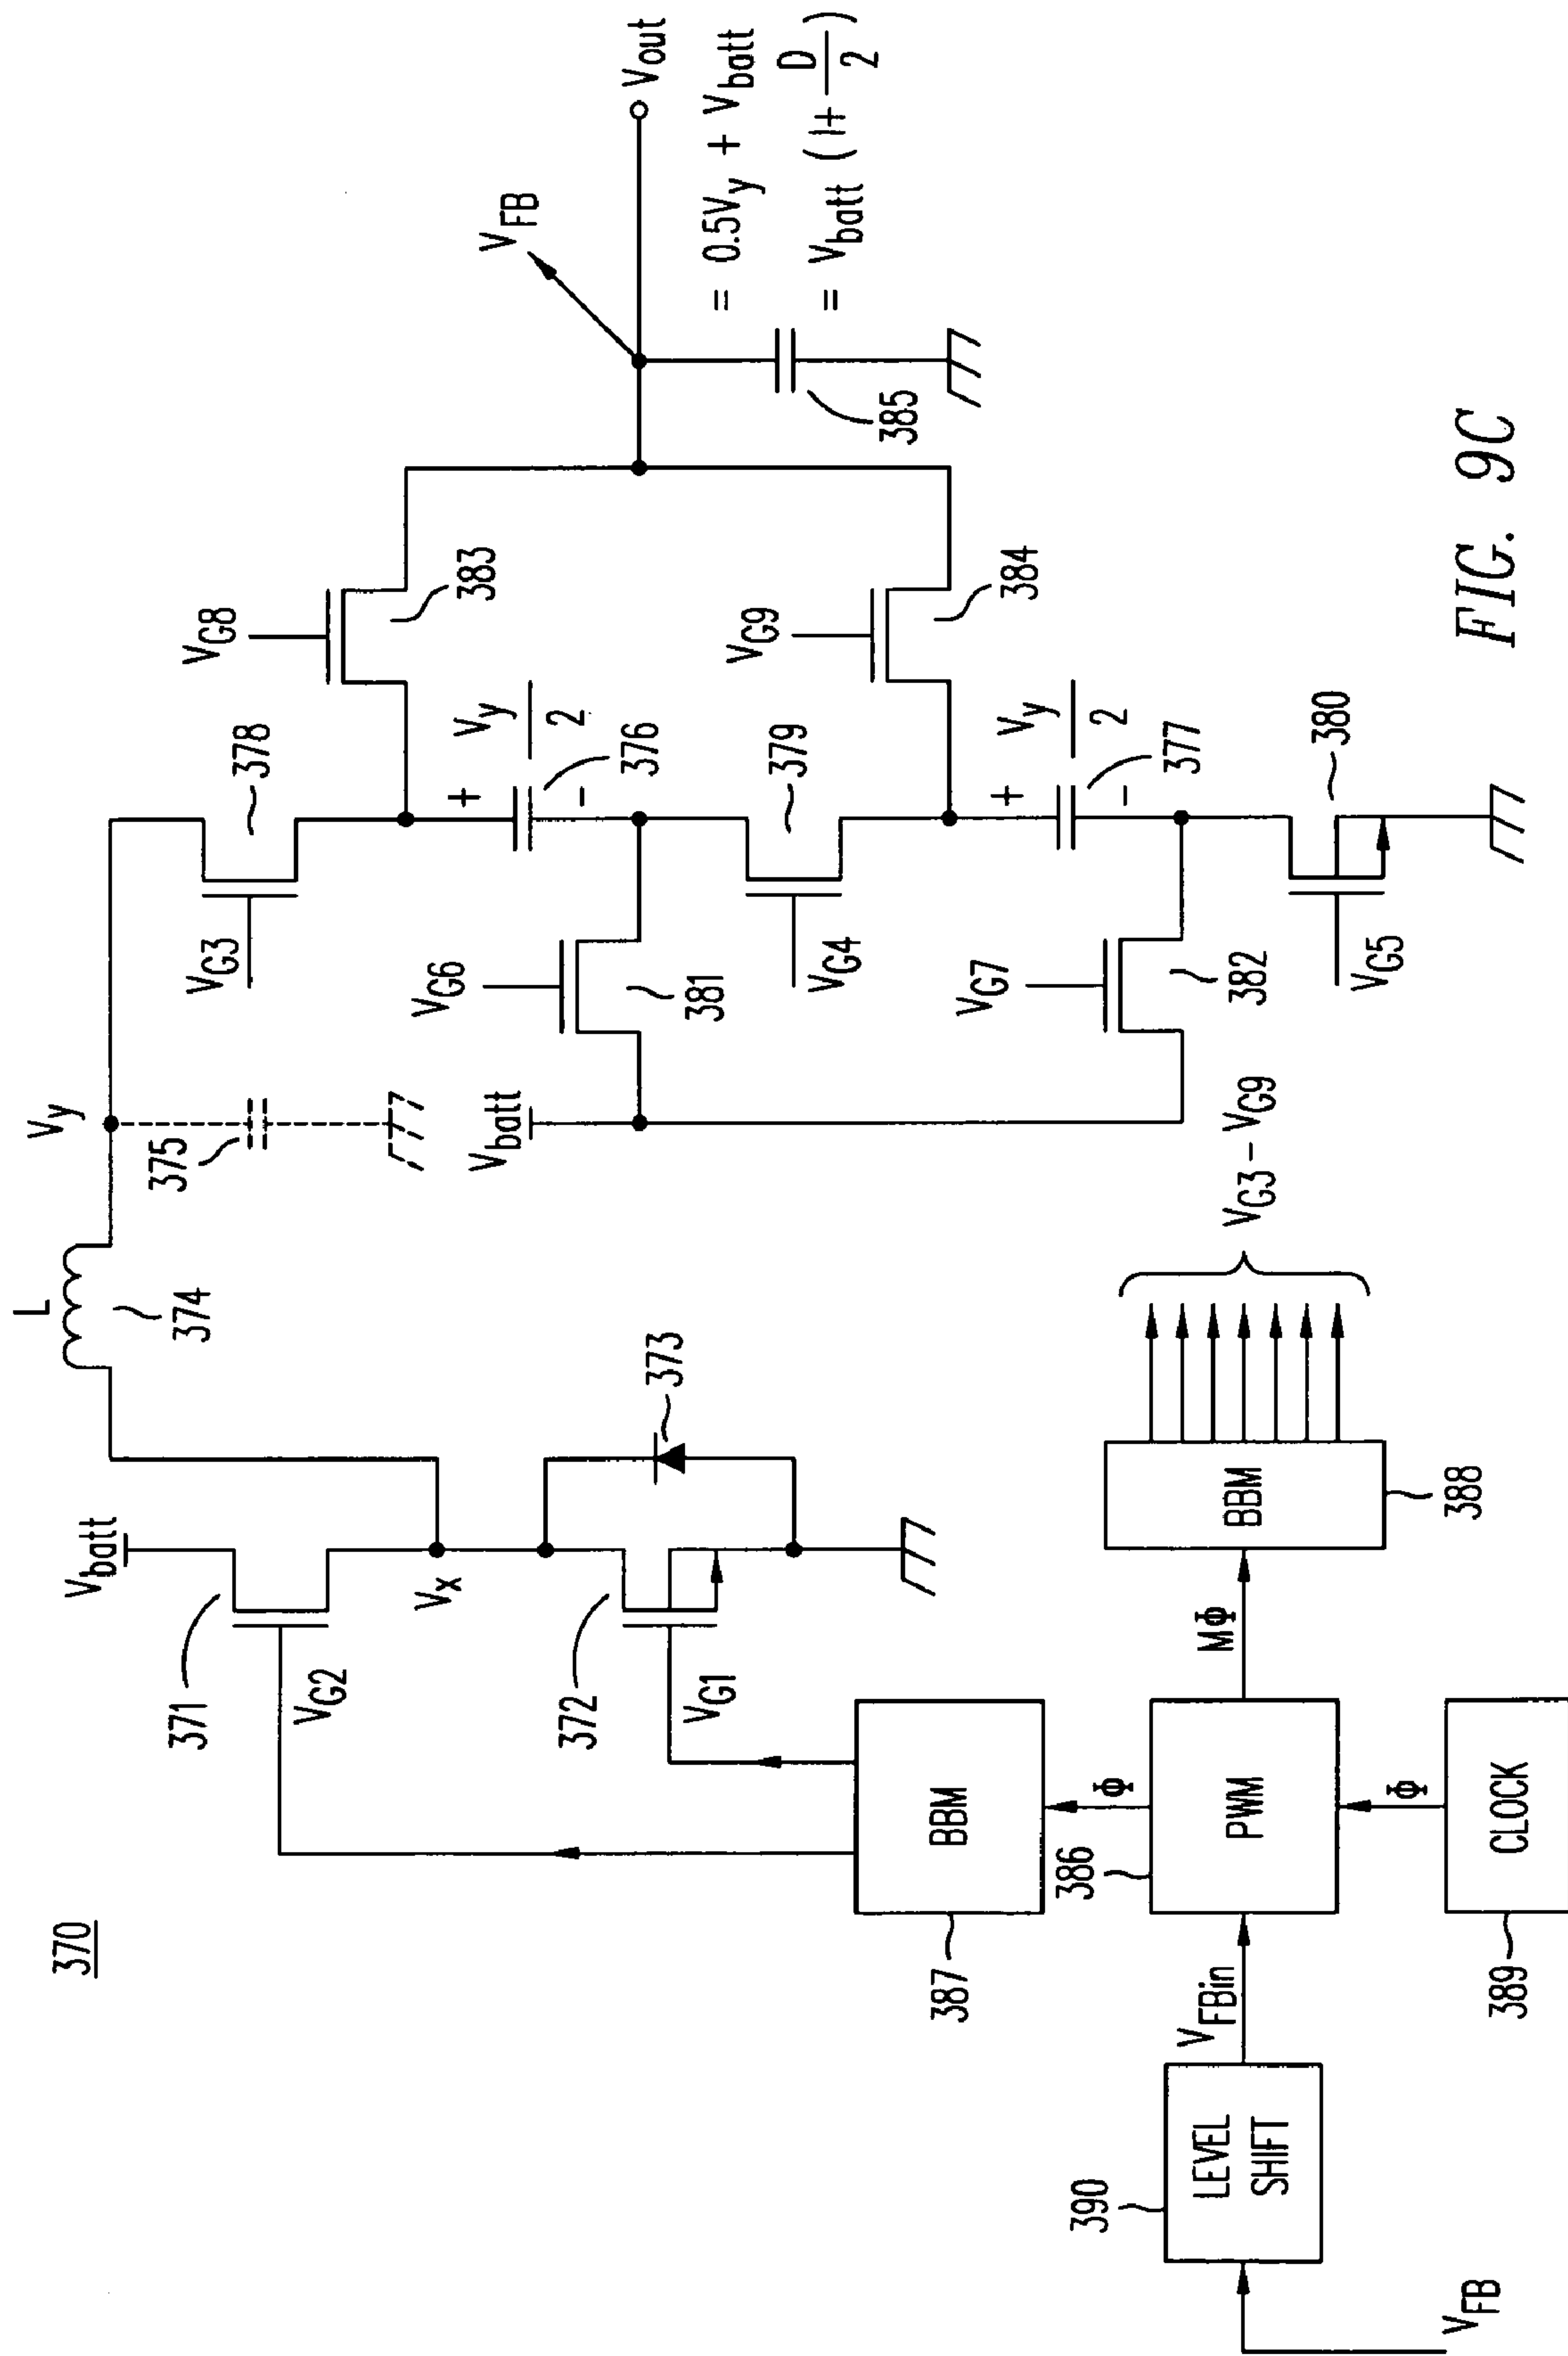 370
L
374
Vy
Vbatt
371
VG2
Vx
372
VG1
373
375
VG3
378
VG8
383
VFB
Vout
= 0.5Vy + Vbatt
= Vbatt (1+ D/2)
385
+
Vy/2
-
376
Vbatt
VG6
381
VG4
379
VG9
384
+
Vy/2
-
377
VG7
382
VG5
380
BBM
387
Φ
PWM
386
Φ
CLOCK
389
MΦ
BBM
388
VG3 - VG9
LEVEL
SHIFT
390
VFBin
VFB
FIG. 9C